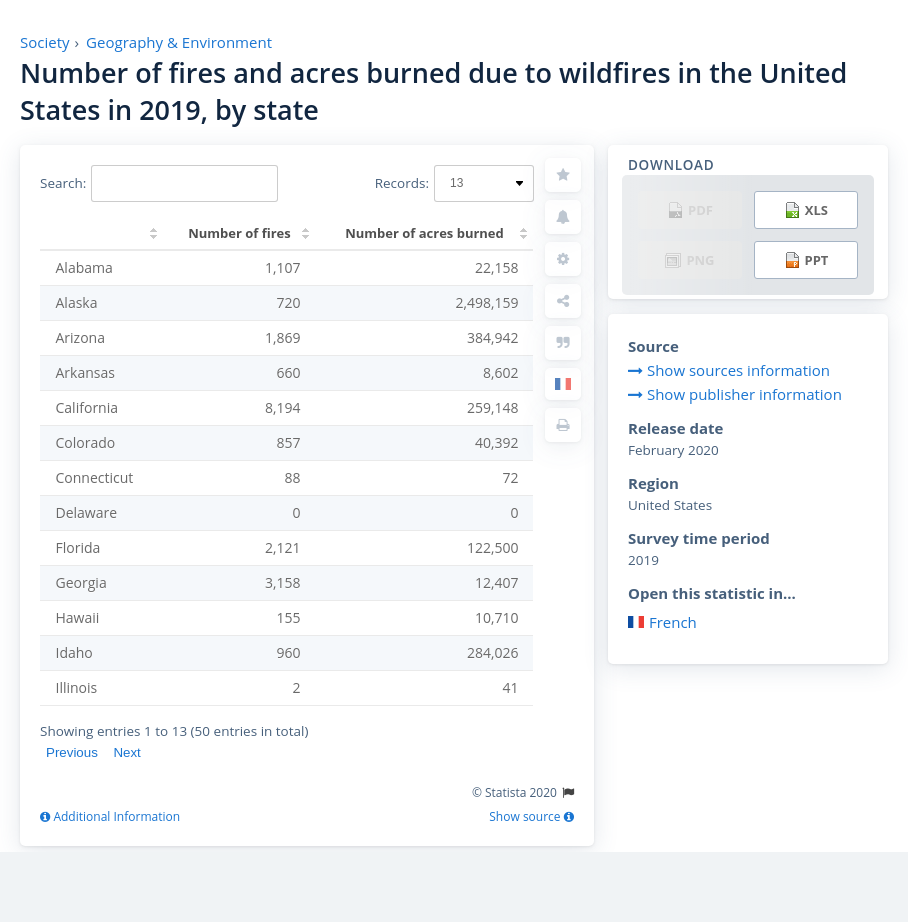 Society › Geography & Environment
Number of fires and acres burned due to wildfires in the United
States in 2019, by state
Search: Records: 13
Number of fires Number of acres burned
Alabama 1,107 22,158
Alaska 720 2,498,159
Arizona 1,869 384,942
Arkansas 660 8,602
California 8,194 259,148
Colorado 857 40,392
Connecticut 88 72
Delaware 0 0
Florida 2,121 122,500
Georgia 3,158 12,407
Hawaii 155 10,710
Idaho 960 284,026
Illinois 2 41
Showing entries 1 to 13 (50 entries in total)
Previous Next
© Statista 2020
Additional Information Show source
DOWNLOAD
PDF XLS
PNG PPT
Source
Show sources information
Show publisher information
Release date
February 2020
Region
United States
Survey time period
2019
Open this statistic in...
French